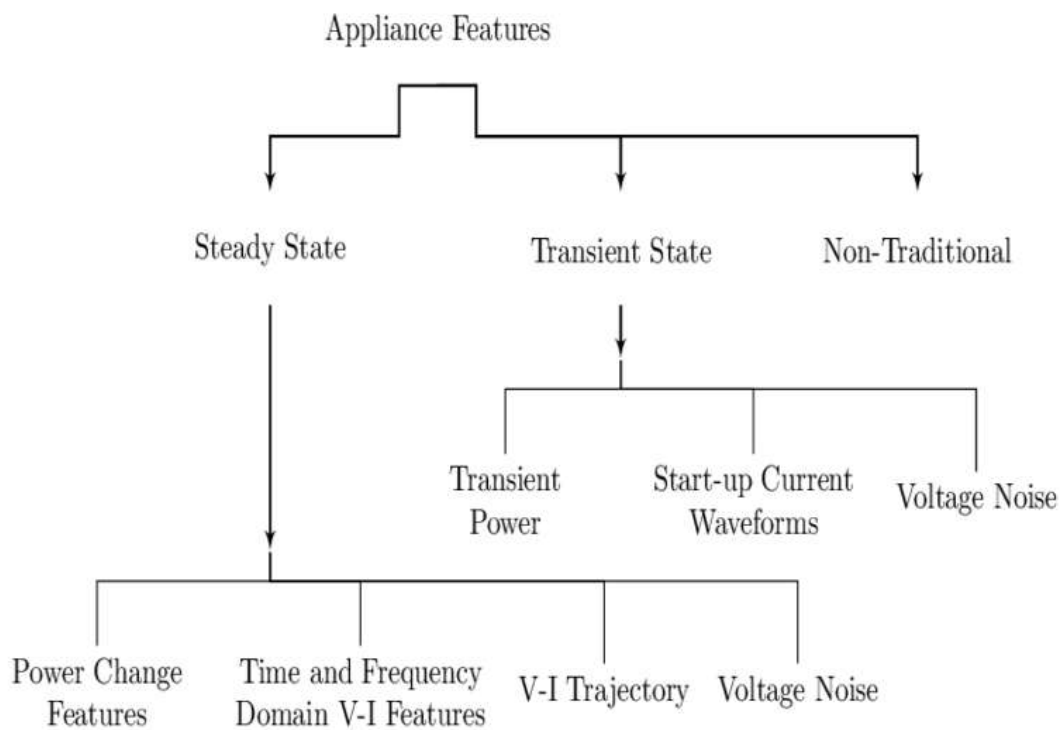 Appliance Features
Steady State
Transient State
Non-Traditional
Transient
Power
Start-up Current
Waveforms
Voltage Noise
Power Change
Features
Time and Frequency
Domain V-I Features
V-I Trajectory
Voltage Noise